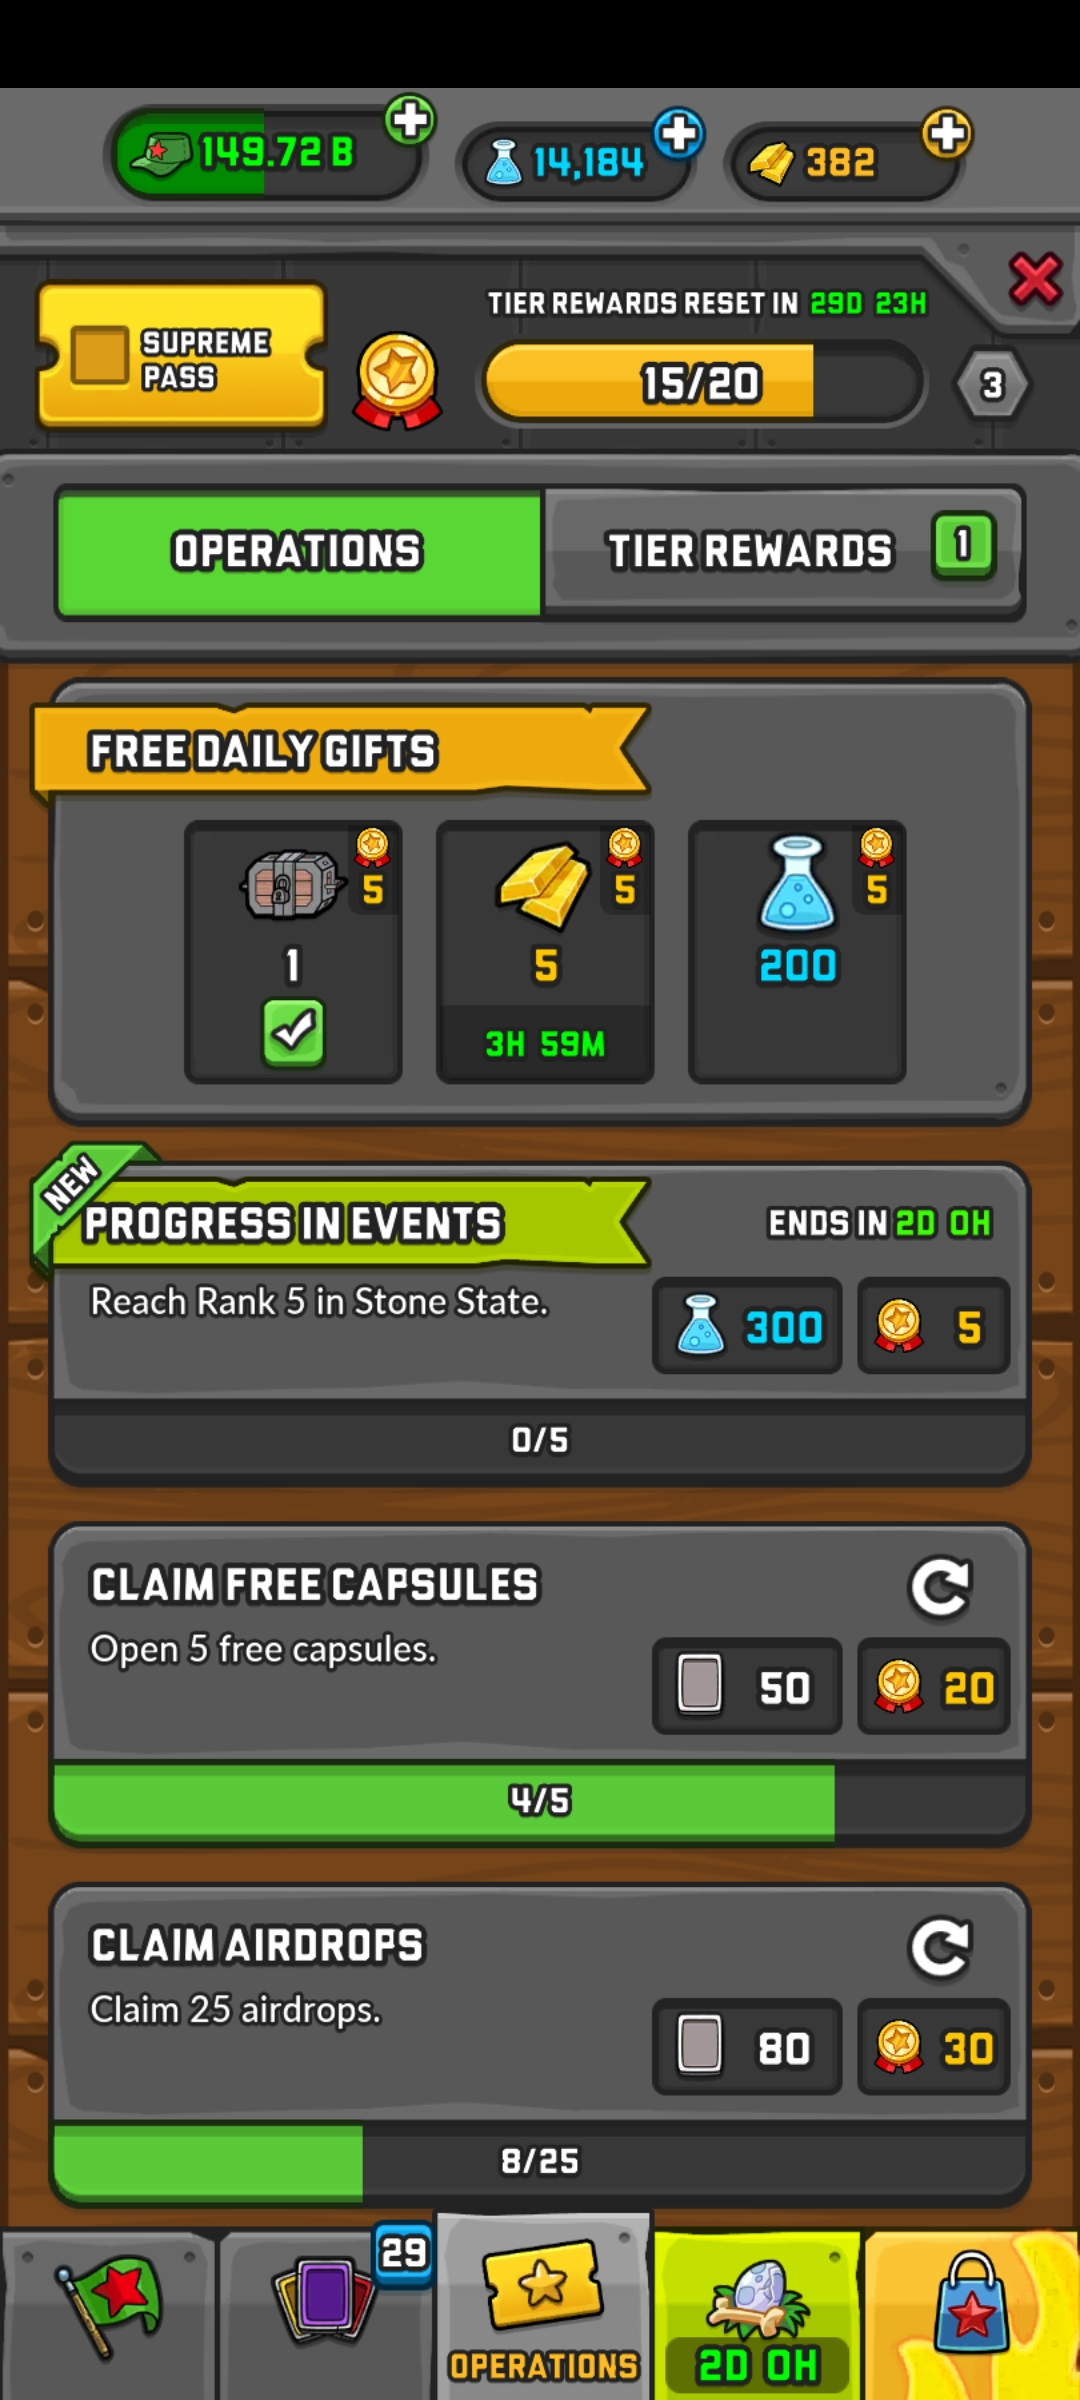 149.72 B
14,184
382
SUPREME
PASS
TIER REWARDS RESET IN 29D 23H
15/20
3
OPERATIONS
TIER REWARDS
1
FREE DAILY GIFTS
5
5
5
1
5
200
3H 59M
NEW
PROGRESS IN EVENTS
ENDS IN 2D 0H
Reach Rank 5 in Stone State.
300
5
0/5
CLAIM FREE CAPSULES
Open 5 free capsules.
50
20
4/5
CLAIM AIRDROPS
Claim 25 airdrops.
80
30
8/25
29
OPERATIONS
2D 0H